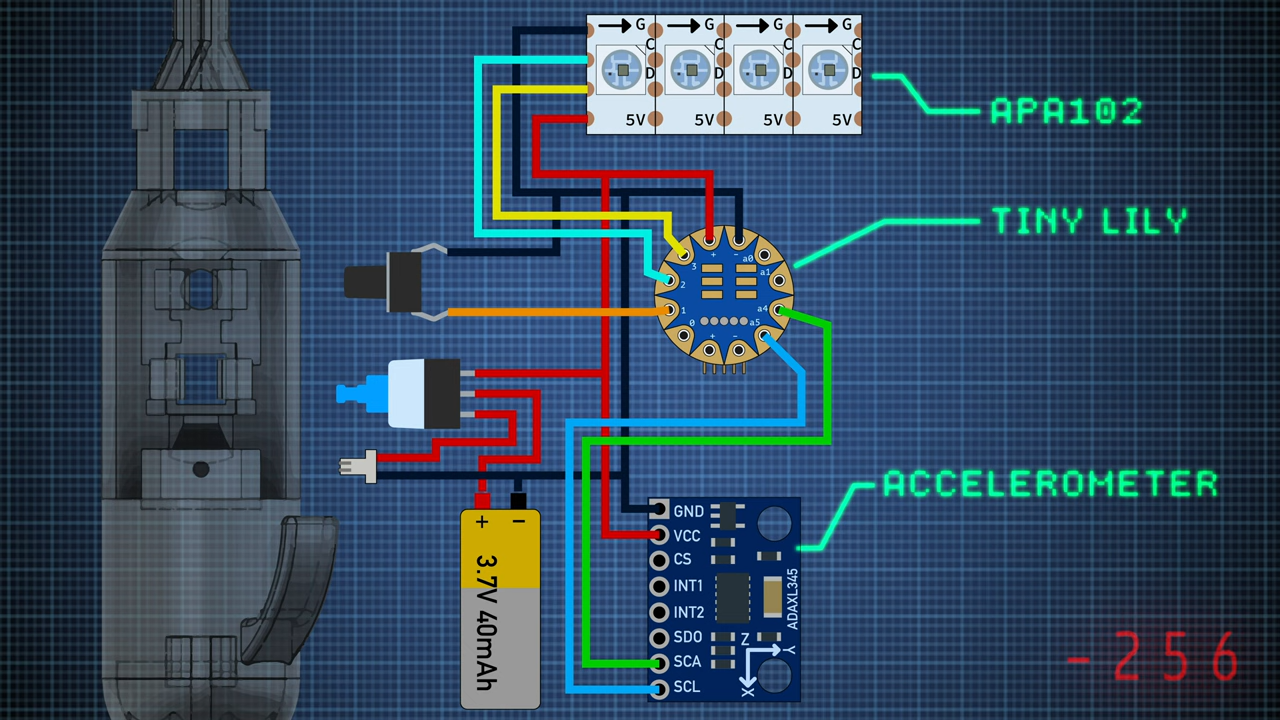 G G G G
C C C C
D D D D
5V 5V 5V 5V
APA102
TINY LILY
+ - a0
3 a1
2
1 a4
0 a5
+ -
ACCELEROMETER
+ -
3.7V 40mAh
GND
VCC
CS
INT1
INT2
SDO
SCA
SCL
ADAXL345
Z
Y
X
-256